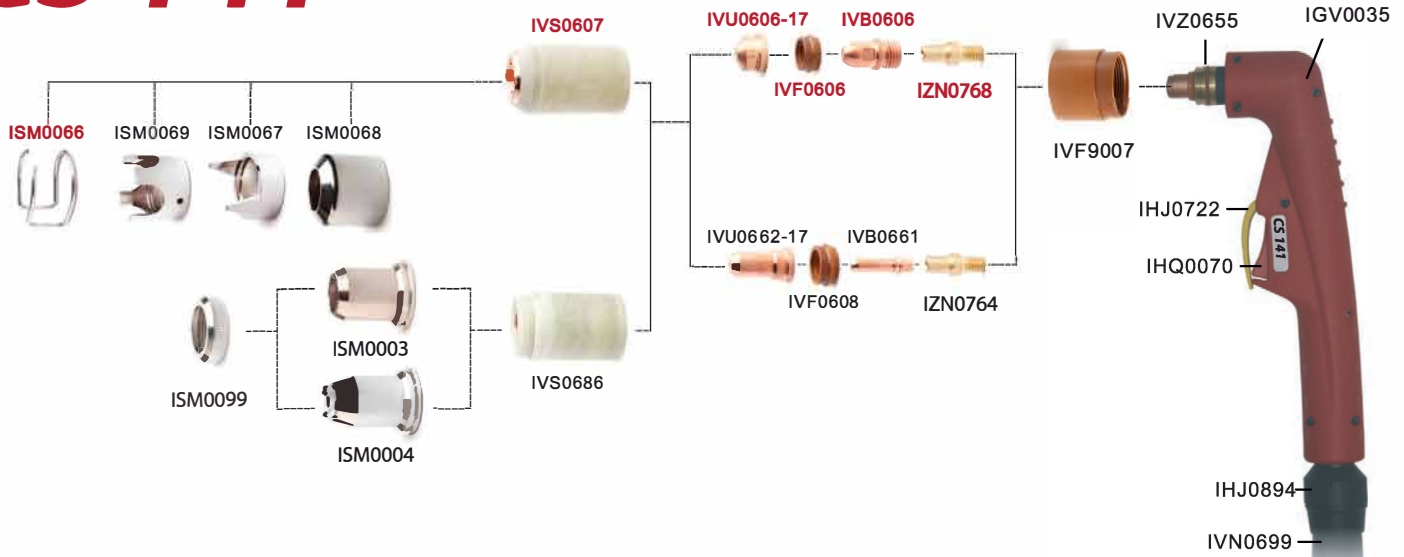 IVS0607
IVU0606-17
IVB0606
IVZ0655
IGV0035
IVF0606
IZN0768
ISM0066
ISM0069
ISM0067
ISM0068
IVF9007
IHJ0722
IVU0662-17
IVB0661
CS 141
IHQ0070
IVF0608
IZN0764
ISM0003
IVS0686
ISM0099
ISM0004
IHJ0894
IVN0699